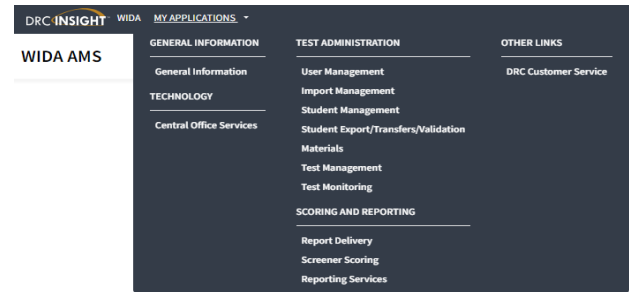 DRC INSIGHT WIDA MY APPLICATIONS
WIDA AMS
GENERAL INFORMATION
General Information
TECHNOLOGY
Central Office Services
TEST ADMINISTRATION
User Management
Import Management
Student Management
Student Export/Transfers/Validation
Materials
Test Management
Test Monitoring
SCORING AND REPORTING
Report Delivery
Screener Scoring
Reporting Services
OTHER LINKS
DRC Customer Service